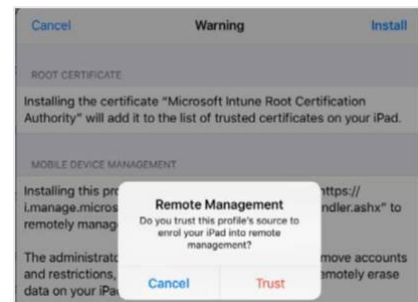 Cancel Warning Install
ROOT CERTIFICATE
Installing the certificate "Microsoft Intune Root Certification
Authority" will add it to the list of trusted certificates on your iPad.
MOBILE DEVICE MANAGEMENT
Installing this ttps://
i.manage.micros ndler.ashx" to
remotely manag
Remote Management
Do you trust this profile's source to
enrol your iPad into remote
management?
Cancel Trust
The administrat move accounts
and restrictions, emotely erase
data on your iPa